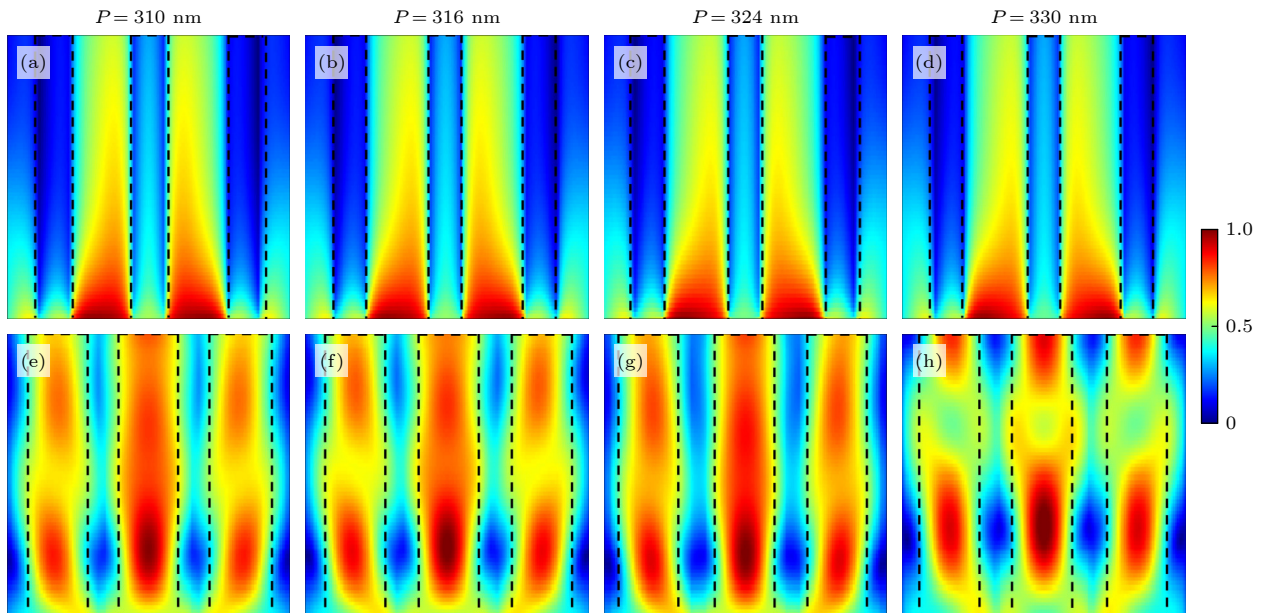 P = 310 nm P = 316 nm P = 324 nm P = 330 nm
(a) (b) (c) (d)
1.0
0.5
0
(e) (f) (g) (h)